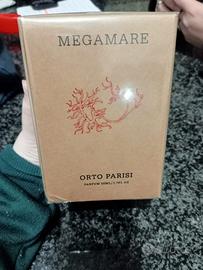 MEGAMARE
ORTO PARISI
PARFUM 50ML/1.7FL OZ